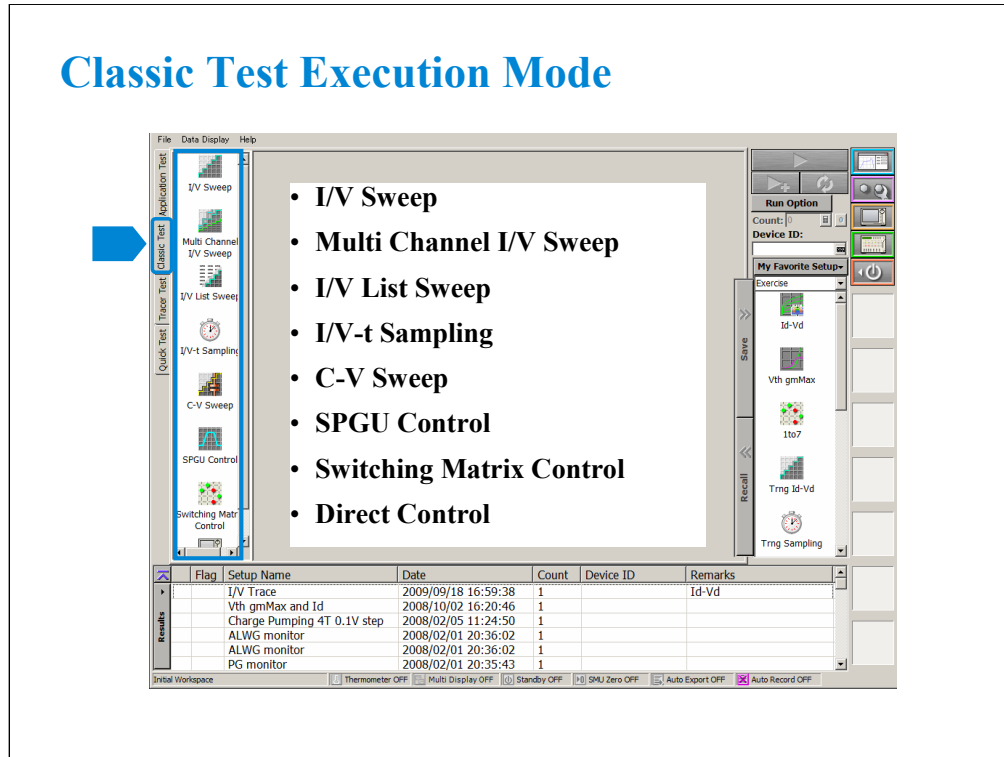 Classic Test Execution Mode
File Data Display Help
Application Test
Classic Test
Tracer Test
Quick Test
I/V Sweep
Multi Channel
I/V Sweep
I/V List Sweep
I/V-t Sampling
C-V Sweep
SPGU Control
Switching Matr
Control
• I/V Sweep
• Multi Channel I/V Sweep
• I/V List Sweep
• I/V-t Sampling
• C-V Sweep
• SPGU Control
• Switching Matrix Control
• Direct Control
Save
Recall
Run Option
Count: 0 0
Device ID:
My Favorite Setup
Exercise
Id-Vd
Vth gmMax
1to7
Trng Id-Vd
Trng Sampling
Results
Flag Setup Name Date Count Device ID Remarks
I/V Trace 2009/09/18 16:59:38 1 Id-Vd
Vth gmMax and Id 2008/10/02 16:20:46 1
Charge Pumping 4T 0.1V step 2008/02/05 11:24:50 1
ALWG monitor 2008/02/01 20:36:02 1
ALWG monitor 2008/02/01 20:36:02 1
PG monitor 2008/02/01 20:35:43 1
Initial Workspace Thermometer OFF Multi Display OFF Standby OFF SMU Zero OFF Auto Export OFF Auto Record OFF